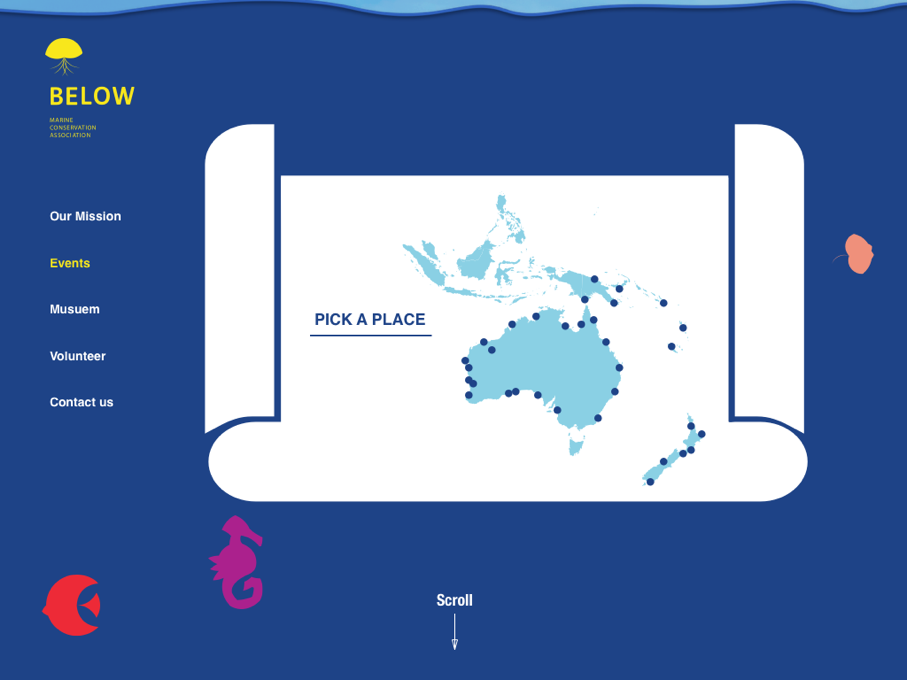 BELOW
MARINE
CONSERVATION
ASSOCIATION
Our Mission
Events
Musuem
Volunteer
Contact us
PICK A PLACE
Scroll